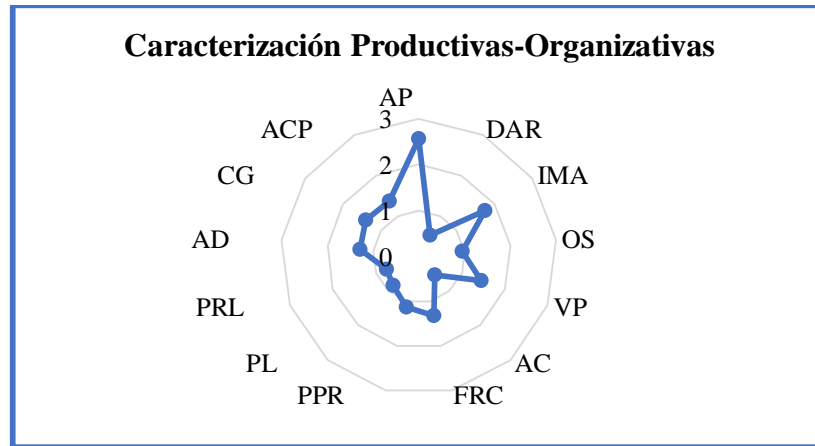 Caracterización Productivas-Organizativas
AP
DAR
IMA
OS
VP
AC
FRC
PPR
PL
PRL
AD
CG
ACP
3
2
1
0